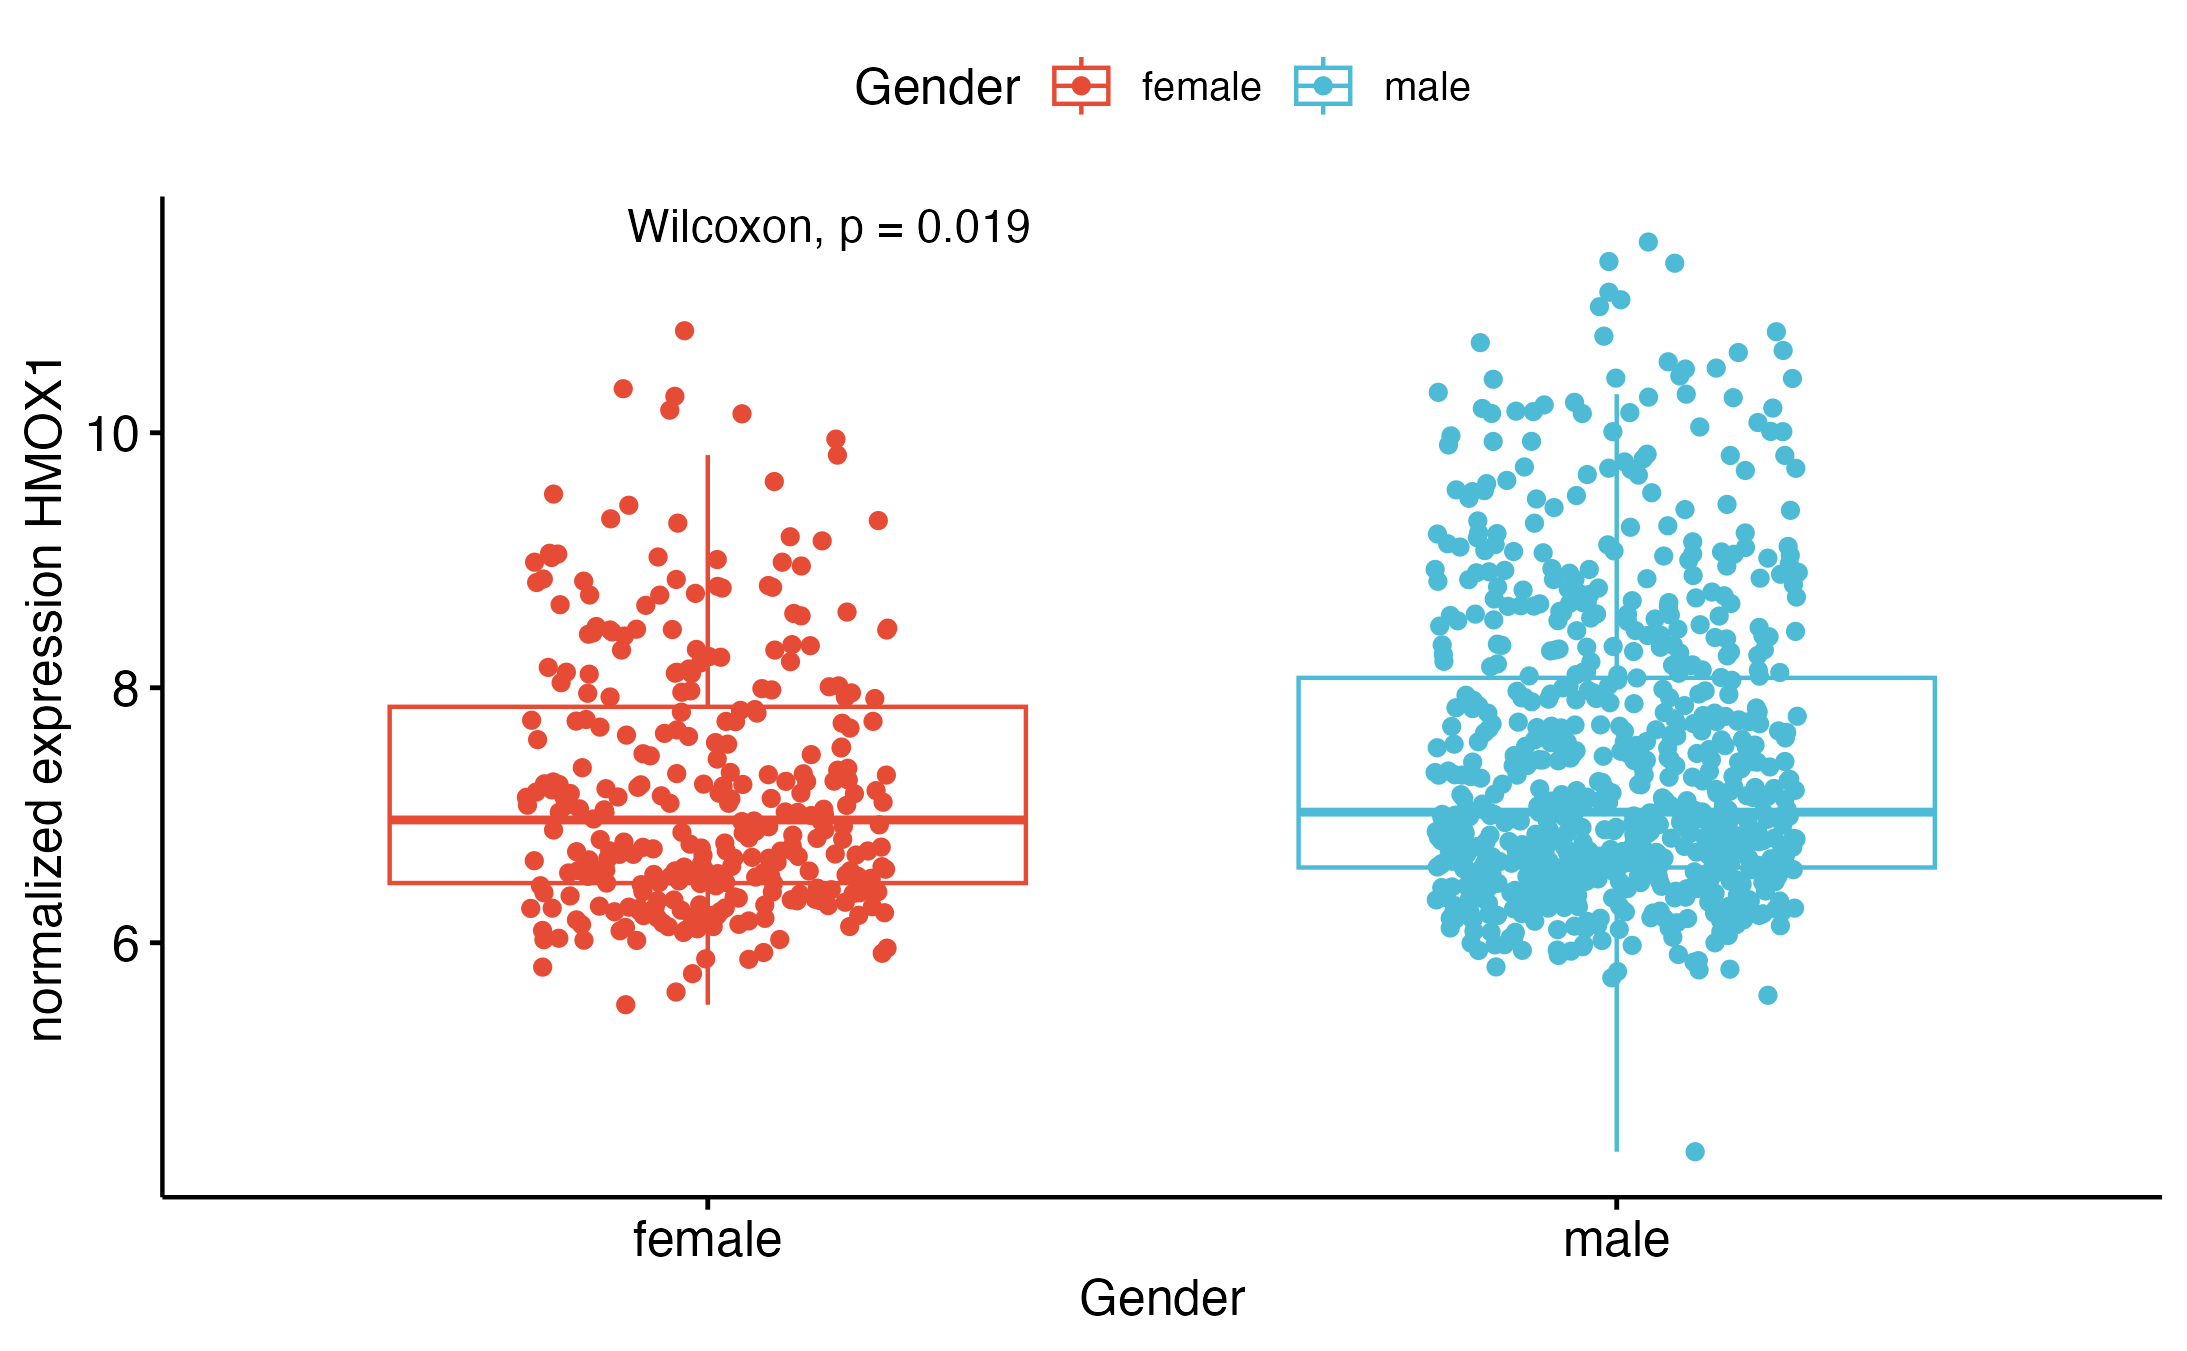 Gender female male
Wilcoxon, p = 0.019
normalized expression HMOX1
10
8
6
female male
Gender